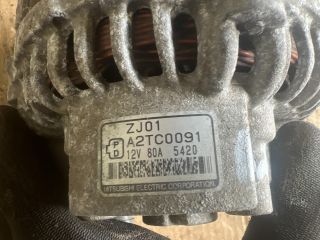 ZJ01
A2TC0091
12V 80A 5420
MITSUBISHI ELECTRIC CORPORATION